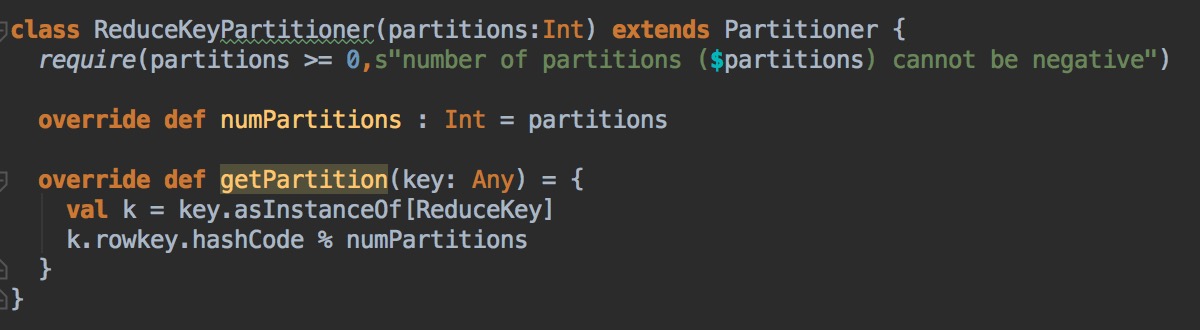 class ReduceKeyPartitioner(partitions:Int) extends Partitioner {
require(partitions >= 0,s"number of partitions ($partitions) cannot be negative")
override def numPartitions : Int = partitions
override def getPartition(key: Any) = {
val k = key.asInstanceOf[ReduceKey]
k.rowkey.hashCode % numPartitions
}
}